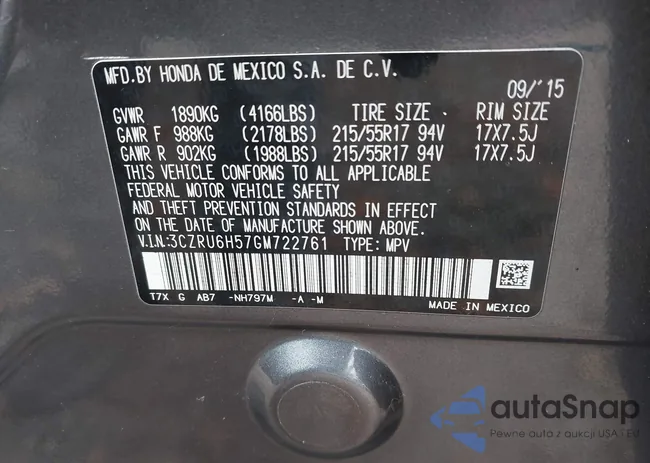 MFD.BY HONDA DE MEXICO S.A. DE C.V.
09/'15
GVWR 1890KG (4166LBS) TIRE SIZE RIM SIZE
GAWR F 988KG (2178LBS) 215/55R17 94V 17X7.5J
GAWR R 902KG (1988LBS) 215/55R17 94V 17X7.5J
THIS VEHICLE CONFORMS TO ALL APPLICABLE
FEDERAL MOTOR VEHICLE SAFETY
AND THEFT PREVENTION STANDARDS IN EFFECT
ON THE DATE OF MANUFACTURE SHOWN ABOVE.
V.I.N:3CZRU6H57GM722761 TYPE: MPV
T7X G AB7 -NH797M -A -M MADE IN MEXICO
autaSnap
Pewne auta z aukcji USA - EU